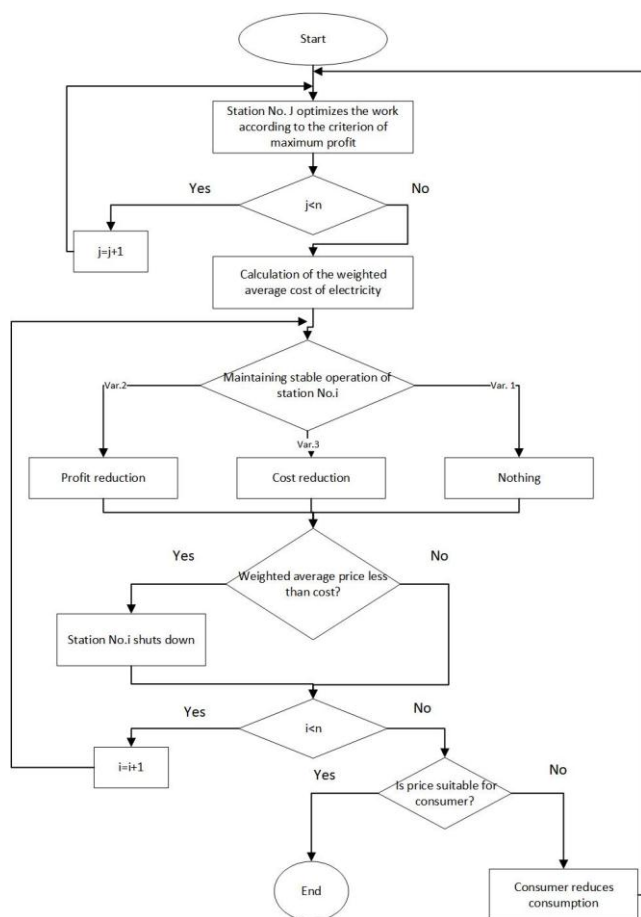 Start
Station No. J optimizes the work
according to the criterion of
maximum profit
Yes
No
j<n
j=j+1
Calculation of the weighted
average cost of electricity
Maintaining stable operation of
station No.i
Var.2
Var. 1
Var.3
Profit reduction
Cost reduction
Nothing
Yes
No
Weighted average price less
than cost?
Station No.i shuts down
Yes
No
i<n
i=i+1
Yes
No
Is price suitable for
consumer?
End
Consumer reduces
consumption